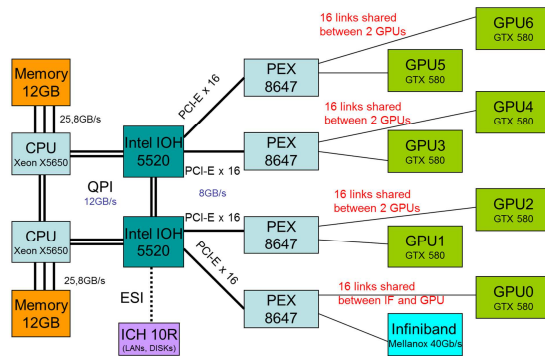 16 links shared
between 2 GPUs
GPU6
GTX 580
Memory
12GB
PCI-E x 16
PEX
8647
GPU5
GTX 580
25,8GB/s
16 links shared
between 2 GPUs
GPU4
GTX 580
CPU
Xeon X5650
Intel IOH
5520
PEX
8647
GPU3
GTX 580
PCI-E x 16
QPI
12GB/s
8GB/s
PCI-E x 16
16 links shared
between 2 GPUs
GPU2
GTX 580
CPU
Xeon X5650
Intel IOH
5520
PEX
8647
GPU1
GTX 580
PCI-E x 16
25,8GB/s
ESI
16 links shared
between IF and GPU
GPU0
GTX 580
Memory
12GB
PEX
8647
ICH 10R
(LANs, DISKs)
Infiniband
Mellanox 40Gb/s